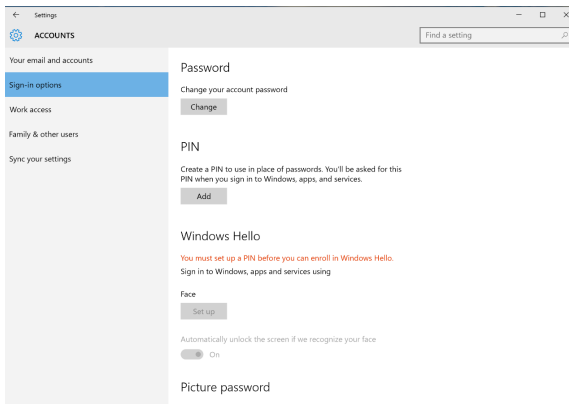 Settings
ACCOUNTS
Find a setting
Your email and accounts
Sign-in options
Work access
Family & other users
Sync your settings
Password
Change your account password
Change
PIN
Create a PIN to use in place of passwords. You'll be asked for this
PIN when you sign in to Windows, apps, and services.
Add
Windows Hello
You must set up a PIN before you can enroll in Windows Hello.
Sign in to Windows, apps and services using
Face
Set up
Automatically unlock the screen if we recognize your face
On
Picture password